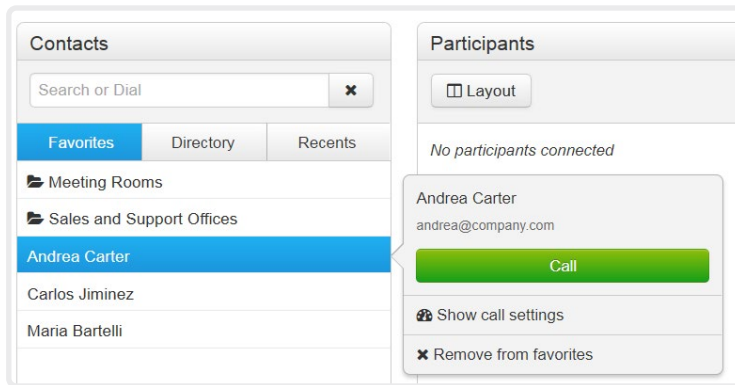 Contacts
Search or Dial
Favorites Directory Recents
Meeting Rooms
Sales and Support Offices
Andrea Carter
Carlos Jiminez
Maria Bartelli
Participants
Layout
No participants connected
Andrea Carter
andrea@company.com
Call
Show call settings
Remove from favorites